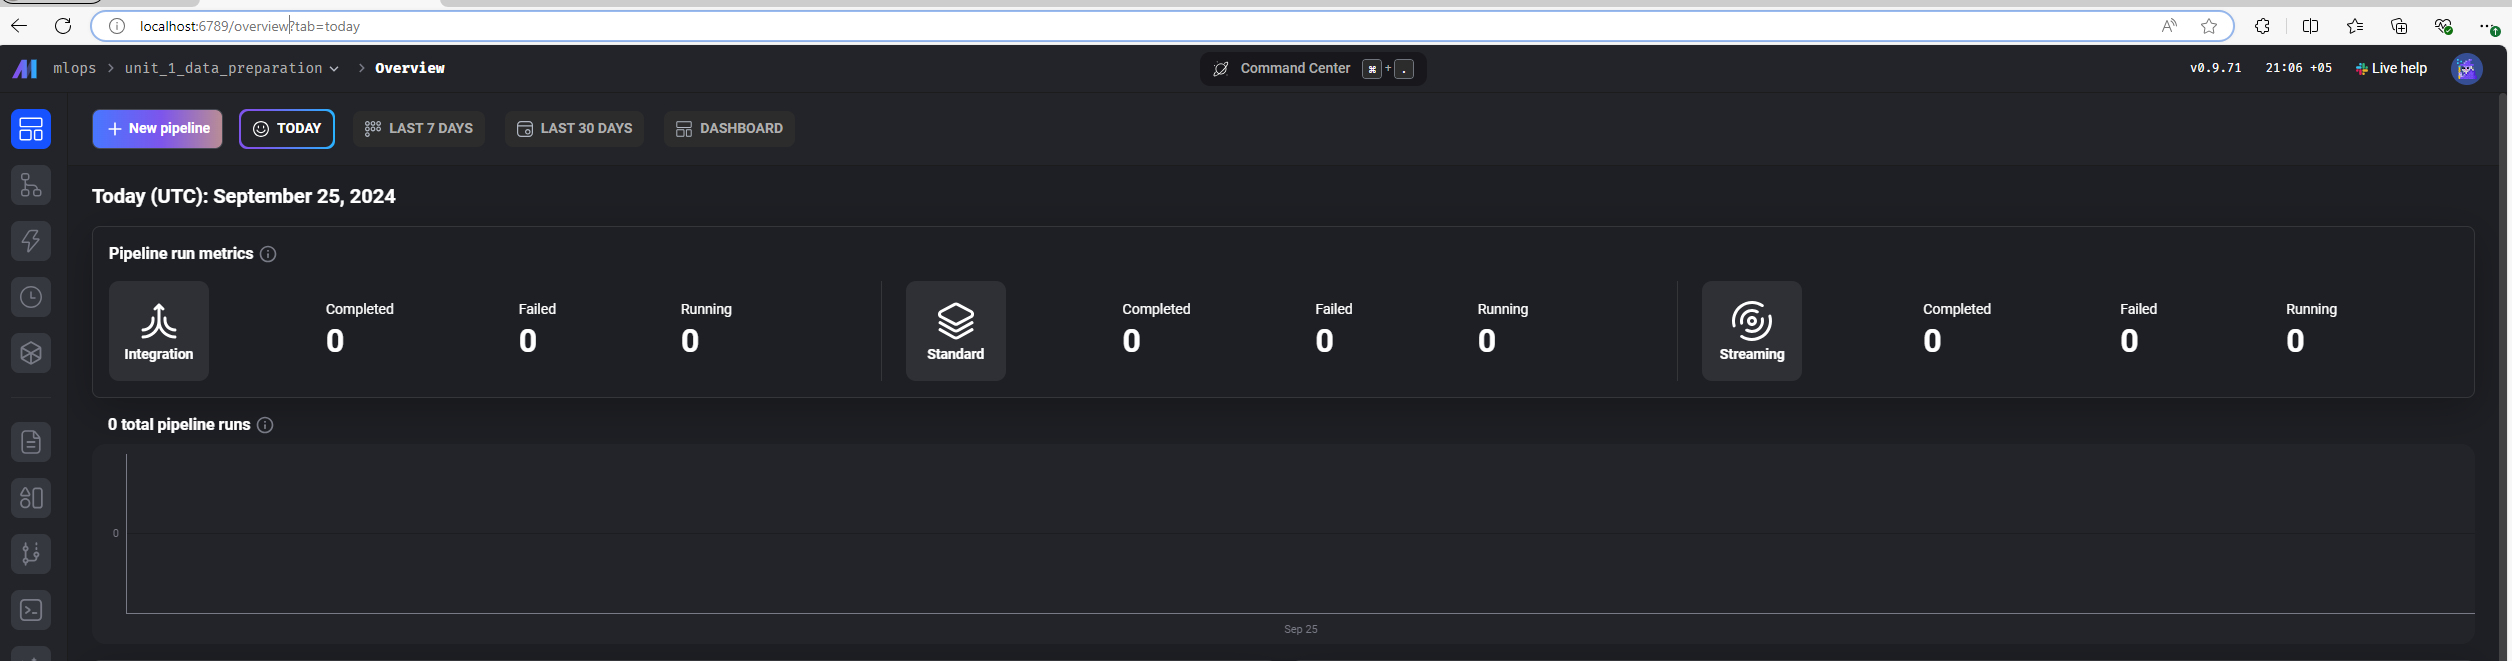 localhost:6789/overview?tab=today
mlops > unit_1_data_preparation > Overview
Command Center ⌘ + .
v0.9.71 21:06 +05 Live help
+ New pipeline TODAY LAST 7 DAYS LAST 30 DAYS DASHBOARD
Today (UTC): September 25, 2024
Pipeline run metrics
Integration Completed 0 Failed 0 Running 0
Standard Completed 0 Failed 0 Running 0
Streaming Completed 0 Failed 0 Running 0
0 total pipeline runs
0
Sep 25